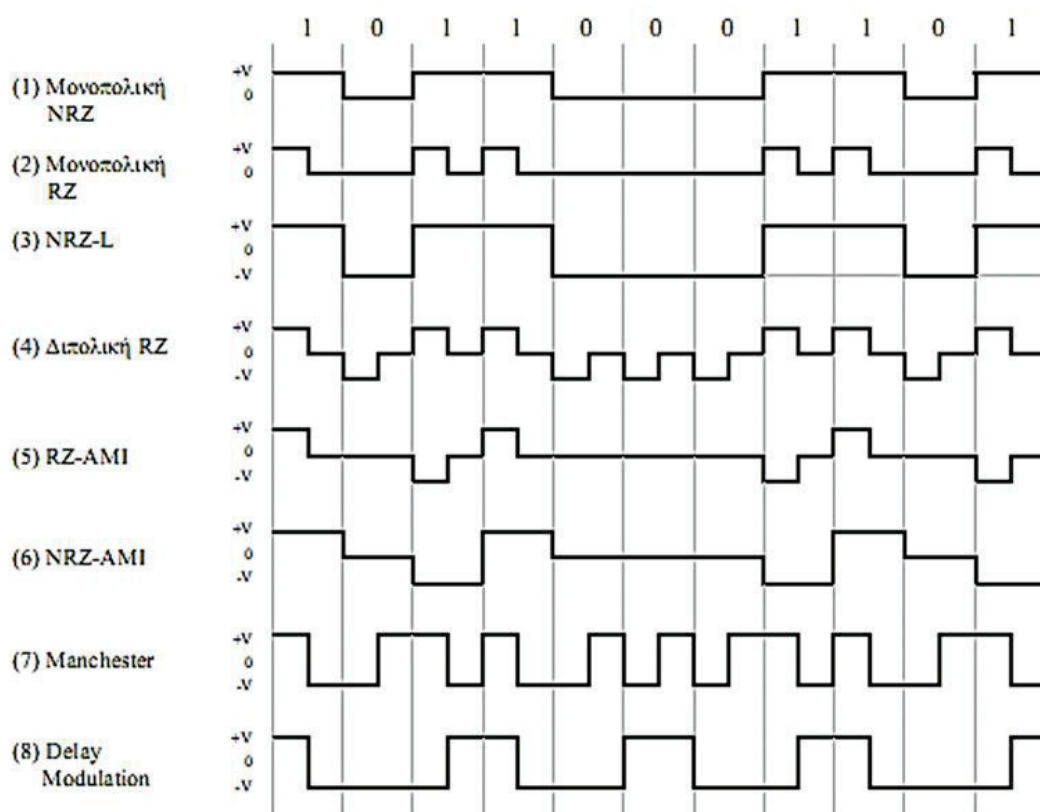 1 0 1 1 0 0 0 1 1 0 1
(1) Μονοπολική
NRZ
+V
0
(2) Μονοπολική
RZ
+V
0
(3) NRZ-L
+V
0
-V
(4) Διπολική RZ
+V
0
-V
(5) RZ-AMI
+V
0
-V
(6) NRZ-AMI
+V
0
-V
(7) Manchester
+V
0
-V
(8) Delay
Modulation
+V
0
-V